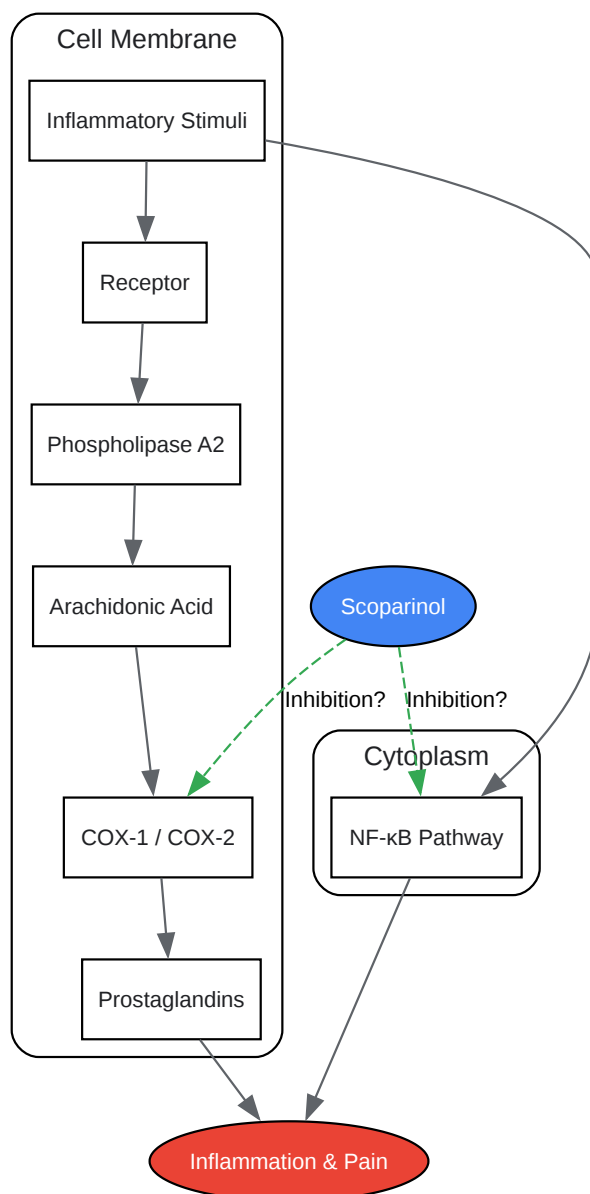 Cell Membrane
Inflammatory Stimuli
Receptor
Phospholipase A2
Arachidonic Acid
Scoparinol
Inhibition?
Inhibition?
Cytoplasm
COX-1 / COX-2
NF-κB Pathway
Prostaglandins
Inflammation & Pain